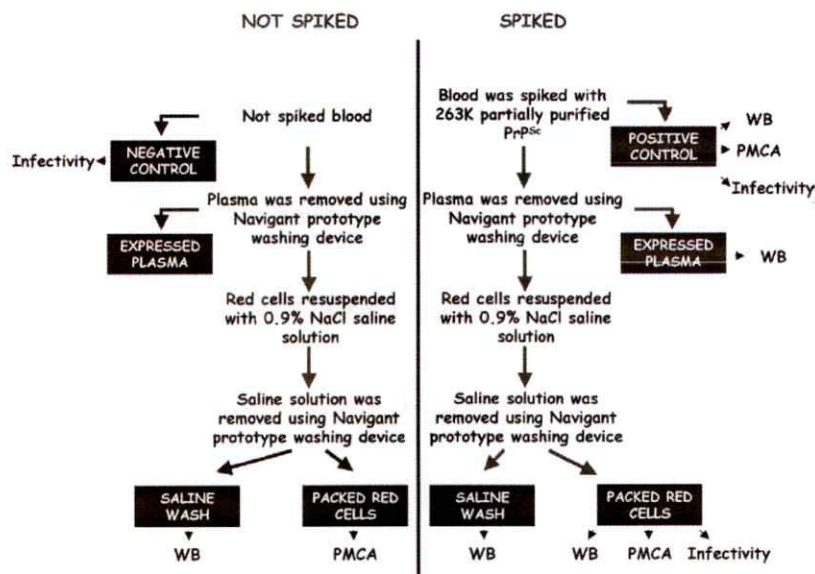 NOT SPIKED
Not spiked blood
NEGATIVE
CONTROL
Infectivity
Plasma was removed using
Navigant prototype
washing device
EXPRESSED
PLASMA
Red cells resuspended
with 0.9% NaCl saline
solution
Saline solution was
removed using Navigant
prototype washing device
SALINE
WASH
PACKED RED
CELLS
WB
PMCA
SPIKED
Blood was spiked with
263K partially purified
PrPSc
POSITIVE
CONTROL
WB
PMCA
Infectivity
Plasma was removed using
Navigant prototype
washing device
EXPRESSED
PLASMA
WB
Red cells resuspended
with 0.9% NaCl saline
solution
Saline solution was
removed using Navigant
prototype washing device
SALINE
WASH
PACKED RED
CELLS
WB
WB
PMCA
Infectivity